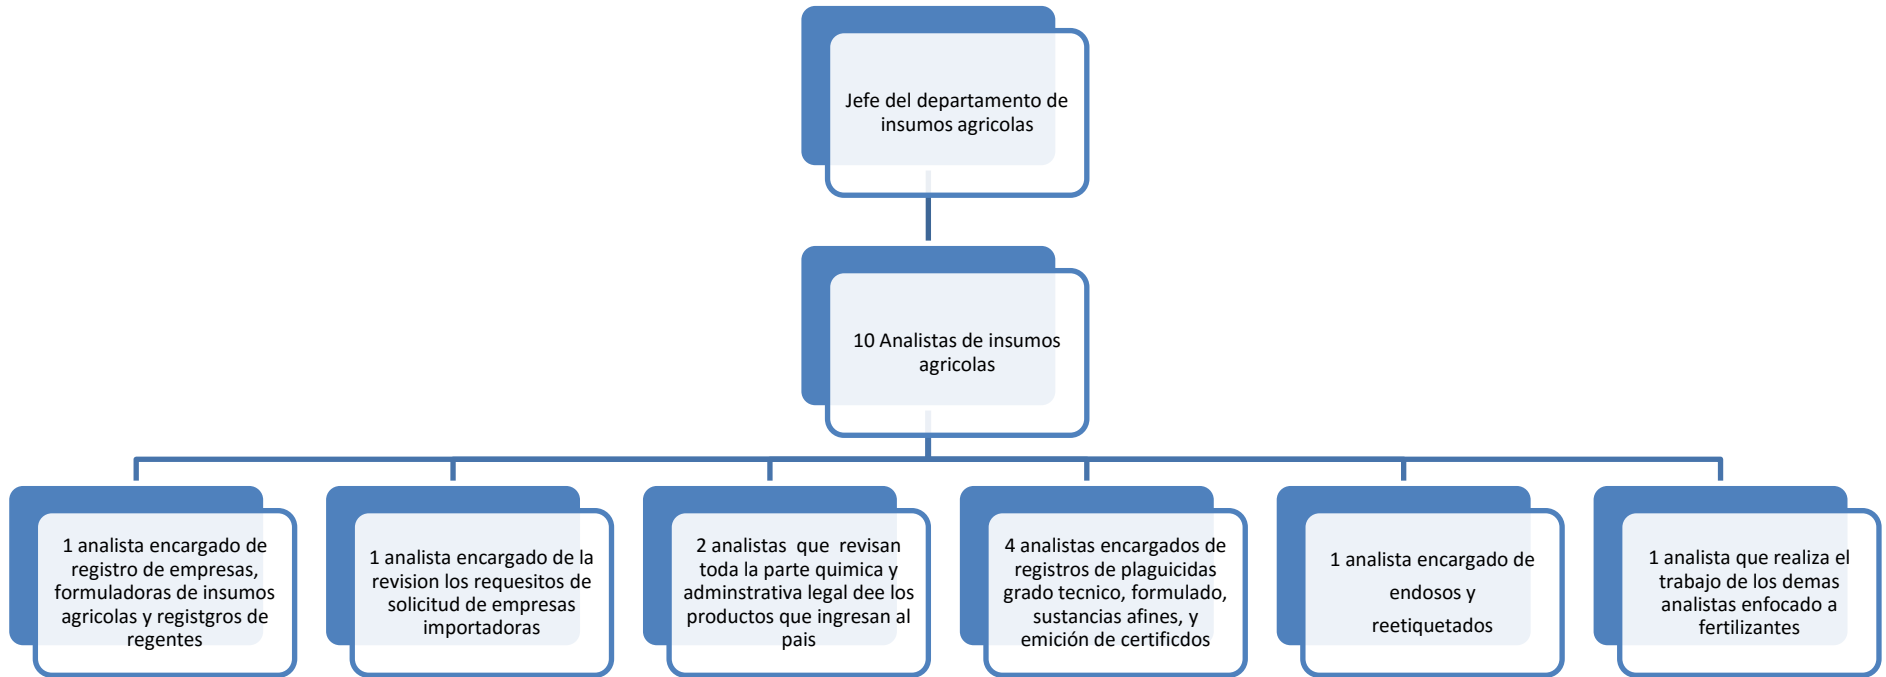 Jefe del departamento de
insumos agricolas
10 Analistas de insumos
agricolas
1 analista encargado de
registro de empresas,
formuladoras de insumos
agricolas y registgros de
regentes
1 analista encargado de la
revision los requesitos de
solicitud de empresas
importadoras
2 analistas que revisan
toda la parte quimica y
adminstrativa legal dee los
productos que ingresan al
pais
4 analistas encargados de
registros de plaguicidas
grado tecnico, formulado,
sustancias afines, y
emición de certificdos
1 analista encargado de
endosos y
reetiquetados
1 analista que realiza el
trabajo de los demas
analistas enfocado a
fertilizantes